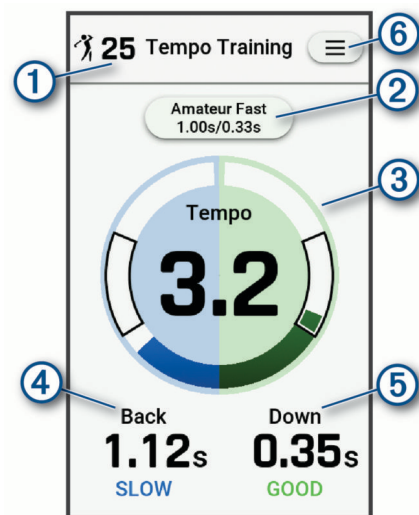 25 Tempo Training
6
1
Amateur Fast
1.00s/0.33s
2
3
Tempo
3.2
4
5
Back
Down
1.12s
0.35s
SLOW
GOOD